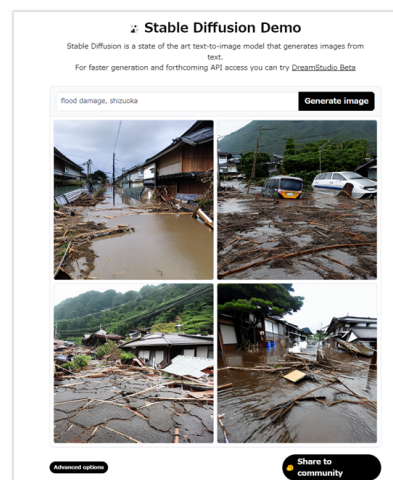 Stable Diffusion Demo
Stable Diffusion is a state of the art text-to-image model that generates images from
text.
For faster generation and forthcoming API access you can try DreamStudio Beta
flood damage, shizuoka
Generate image
Advanced options
Share to
community